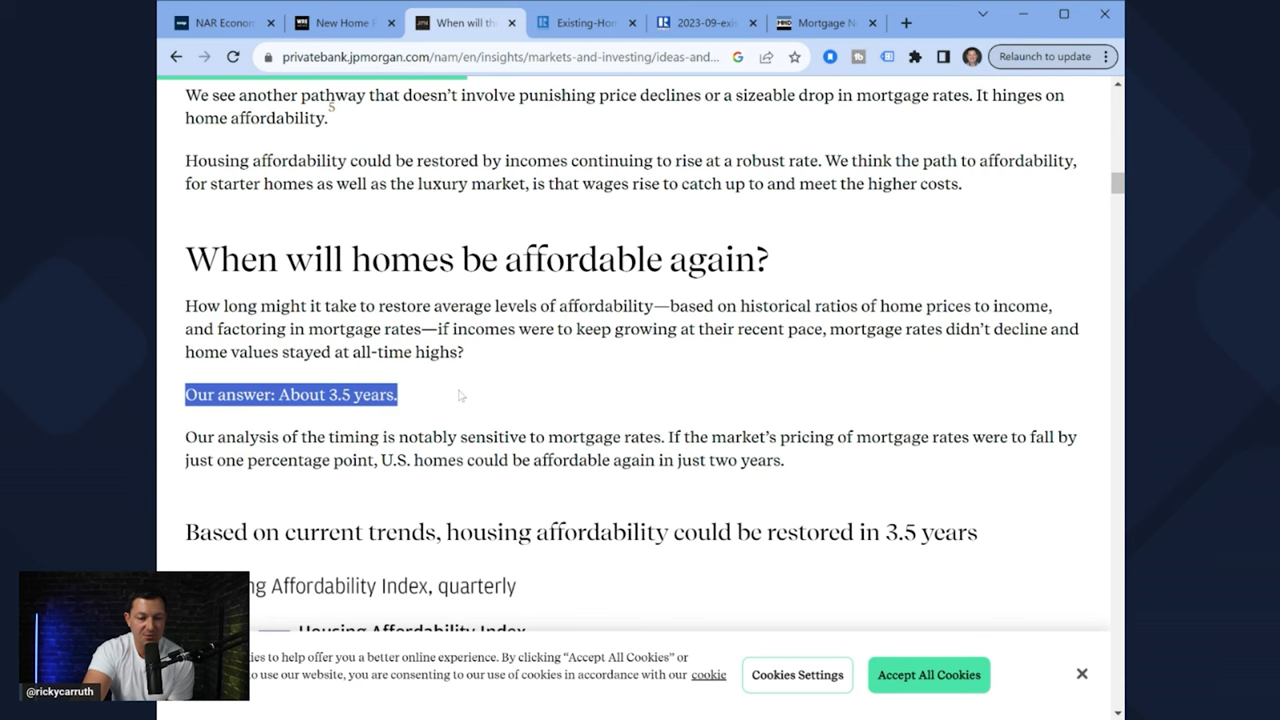 NAR Econom
New Home
When will th
Existing-Hon
2023-09-exis
Mortgage N
privatebank.jpmorgan.com/nam/en/insights/markets-and-investing/ideas-and...
Relaunch to update
We see another pathway that doesn't involve punishing price declines or a sizeable drop in mortgage rates. It hinges on
home affordability.
5
Housing affordability could be restored by incomes continuing to rise at a robust rate. We think the path to affordability,
for starter homes as well as the luxury market, is that wages rise to catch up to and meet the higher costs.
When will homes be affordable again?
How long might it take to restore average levels of affordability—based on historical ratios of home prices to income,
and factoring in mortgage rates—if incomes were to keep growing at their recent pace, mortgage rates didn't decline and
home values stayed at all-time highs?
Our answer: About 3.5 years.
Our analysis of the timing is notably sensitive to mortgage rates. If the market's pricing of mortgage rates were to fall by
just one percentage point, U.S. homes could be affordable again in just two years.
Based on current trends, housing affordability could be restored in 3.5 years
ng Affordability Index, quarterly
Housing Affordability Index
ies to help offer you a better online experience. By clicking “Accept All Cookies” or
o use our website, you are consenting to our use of cookies in accordance with our cookie
Cookies Settings
Accept All Cookies
@rickycarruth